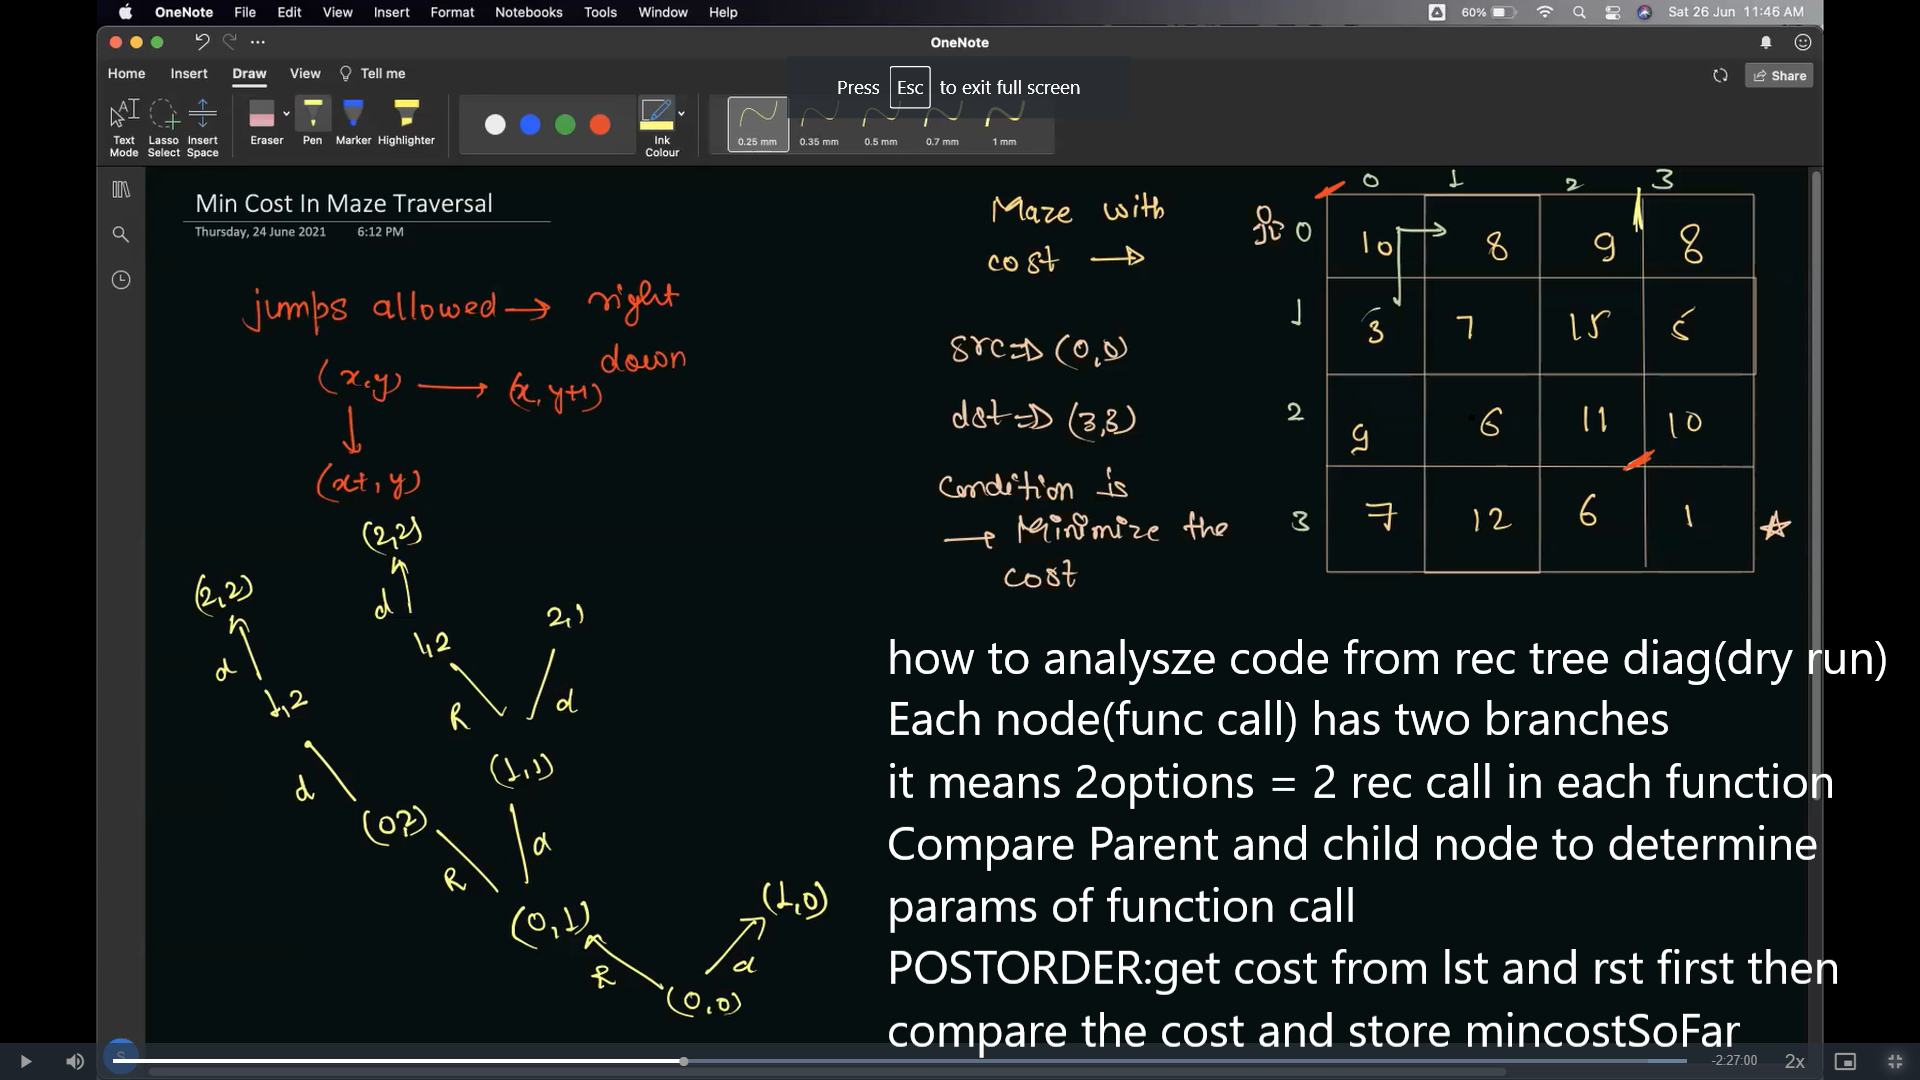 OneNote File Edit View Insert Format Notebooks Tools Window Help 60% Sat 26 Jun 11:46 AM
OneNote
Home Insert Draw View Tell me Share
Press Esc to exit full screen
Text Mode Lasso Select Insert Space Eraser Pen Marker Highlighter Ink Colour 0.25 mm 0.35 mm 0.5 mm 0.7 mm 1 mm
Min Cost In Maze Traversal
Thursday, 24 June 2021 6:12 PM
jumps allowed → right
down
(x,y) → (x, y+1)
(x+, y)
Maze with
cost →
src => (0,0)
dst => (3,3)
Condition is
→ Minimize the
cost
0 1 2 3
0 10 8 9 8
1 3 7 15 5
2 9 6 11 10
3 7 12 6 1
(2,2)
(2,2)
d
d
2,1
1,2
1,2
R d
d
(1,1)
(0,2)
d
R
(0,1)
(1,0)
R d
(0,0)
how to analysze code from rec tree diag(dry run)
Each node(func call) has two branches
it means 2options = 2 rec call in each function
Compare Parent and child node to determine
params of function call
POSTORDER:get cost from lst and rst first then
compare the cost and store mincostSoFar
-2:27:00 2x